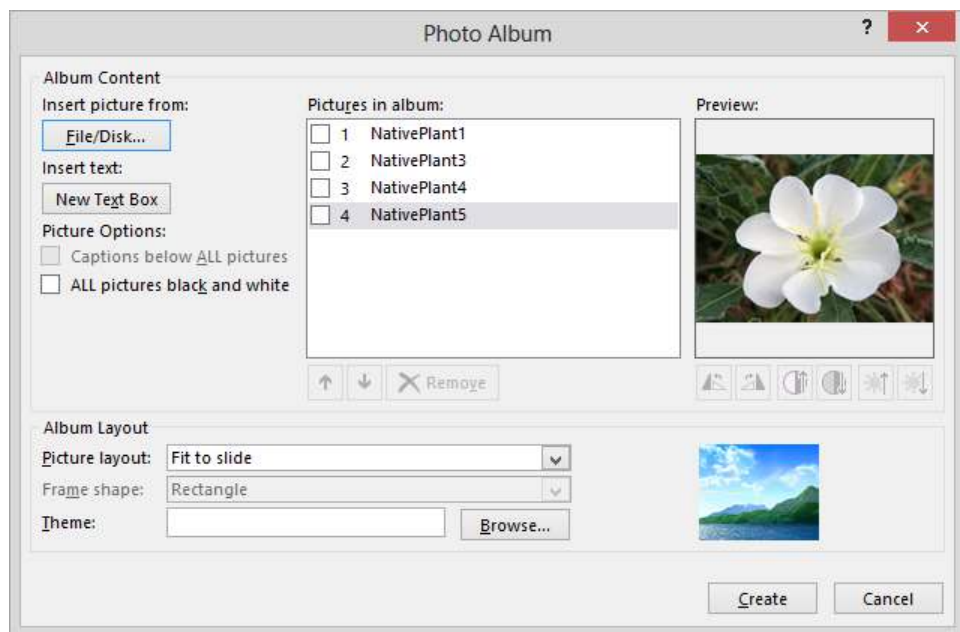 Photo Album
?
Album Content
Insert picture from:
File/Disk...
Insert text:
New Text Box
Picture Options:
Captions below ALL pictures
ALL pictures black and white
Pictures in album:
1 NativePlant1
2 NativePlant3
3 NativePlant4
4 NativePlant5
Remove
Preview:
Album Layout
Picture layout: Fit to slide
Frame shape: Rectangle
Theme:
Browse...
Create
Cancel